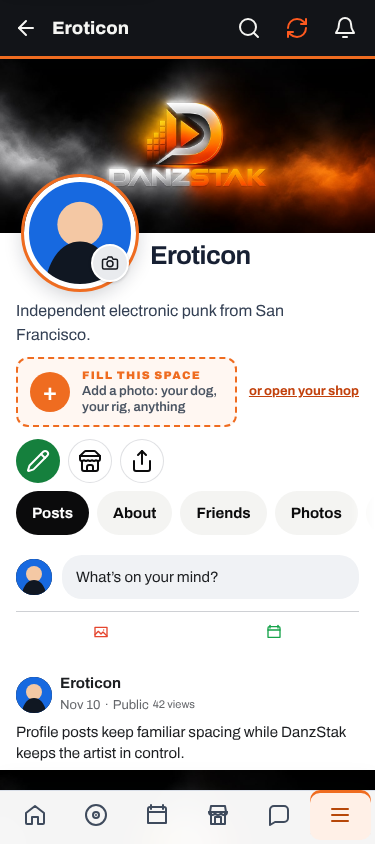 Eroticon
DANZSTAK
Eroticon
Independent electronic punk from San
Francisco.
FILL THIS SPACE
Add a photo: your dog,
your rig, anything
or open your shop
Posts
About
Friends
Photos
What’s on your mind?
Eroticon
Nov 10 · Public 42 views
Profile posts keep familiar spacing while DanzStak
keeps the artist in control.